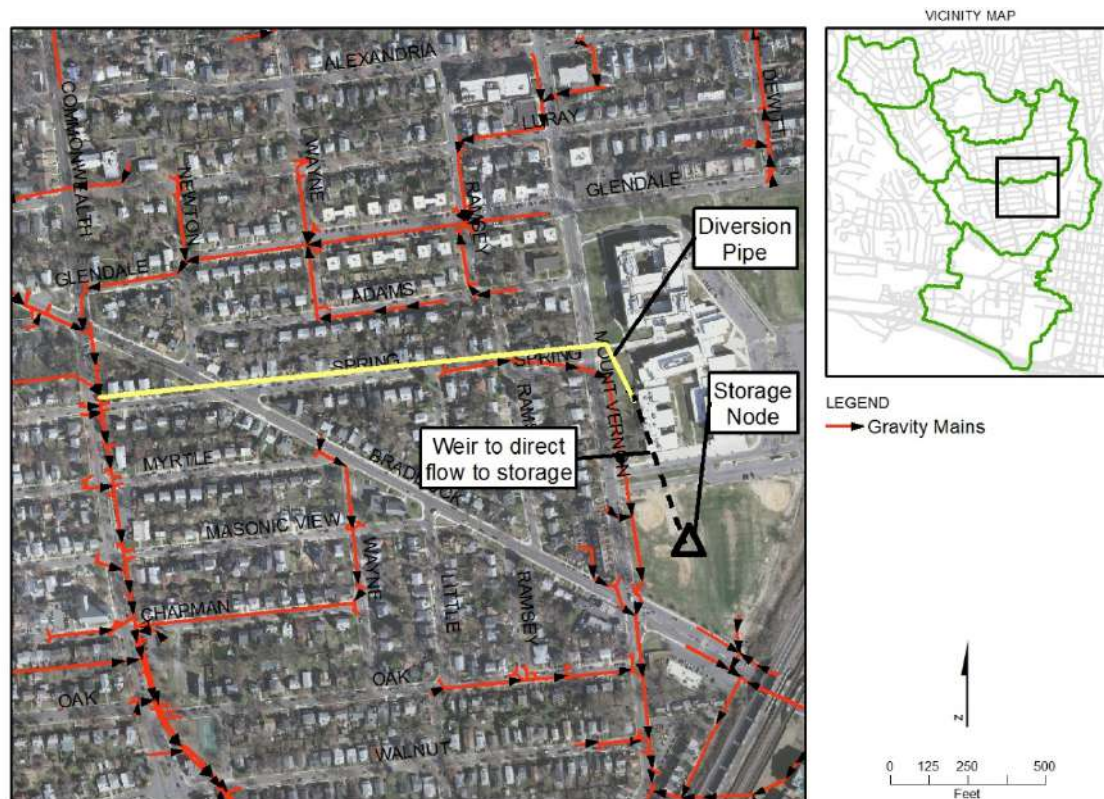 VICINITY MAP
ALEXANDRIA
COMMONWEALTH
DEWITT
LURAY
WAYNE
NEWTON
RAMSEY
GLENDALE
GLENDALE
Diversion
Pipe
ADAMS
SPRING
SPRING
MOUNT VERNON
Storage
Node
LEGEND
Gravity Mains
Weir to direct
flow to storage
MYRTLE
BRADDOCK
MASONIC VIEW
WAYNE
LITTLE
RAMSEY
CHAPMAN
OAK
OAK
WALNUT
z
0 125 250 500
Feet